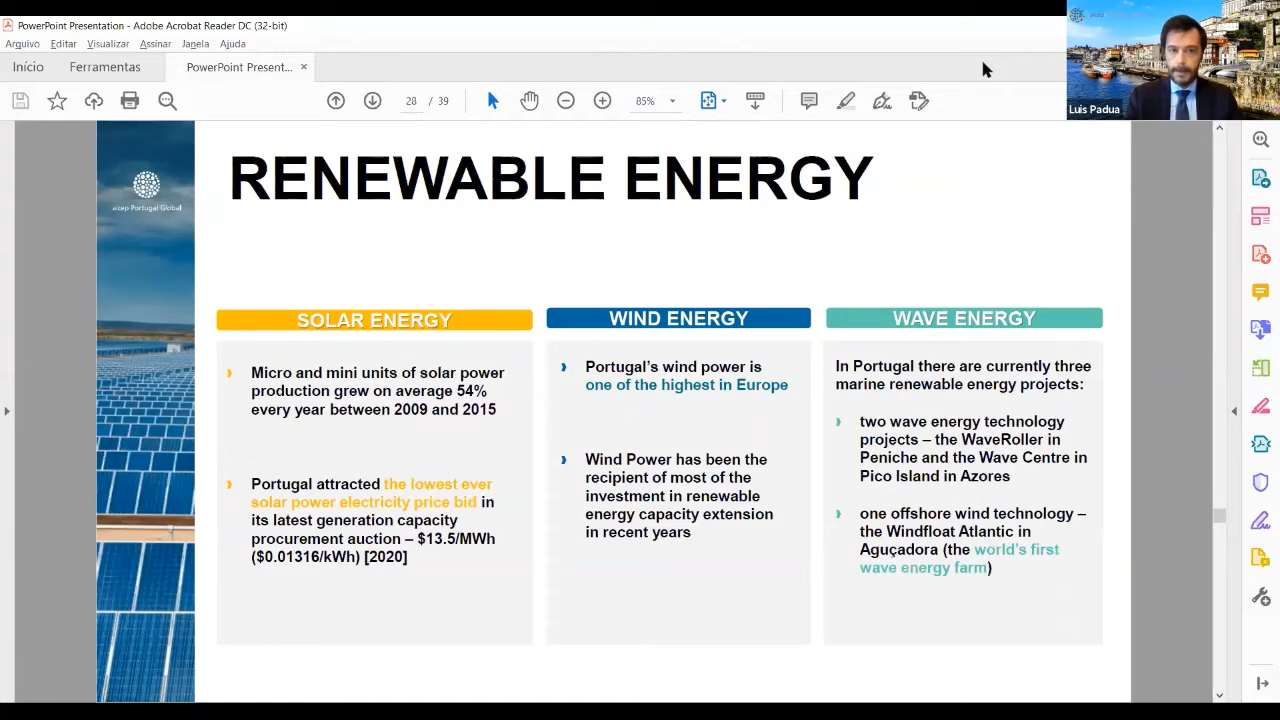 PowerPoint Presentation - Adobe Acrobat Reader DC (32-bit)
Arquivo Editar Visualizar Assinar Janela Ajuda
Início Ferramentas PowerPoint Present... ×
28 / 39 85%
Luis Padua
aicep Portugal Global
RENEWABLE ENERGY
SOLAR ENERGY
Micro and mini units of solar power
production grew on average 54%
every year between 2009 and 2015
Portugal attracted the lowest ever
solar power electricity price bid in
its latest generation capacity
procurement auction – $13.5/MWh
($0.01316/kWh) [2020]
WIND ENERGY
Portugal's wind power is
one of the highest in Europe
Wind Power has been the
recipient of most of the
investment in renewable
energy capacity extension
in recent years
WAVE ENERGY
In Portugal there are currently three
marine renewable energy projects:
two wave energy technology
projects – the WaveRoller in
Peniche and the Wave Centre in
Pico Island in Azores
one offshore wind technology –
the Windfloat Atlantic in
Aguçadora (the world's first
wave energy farm)